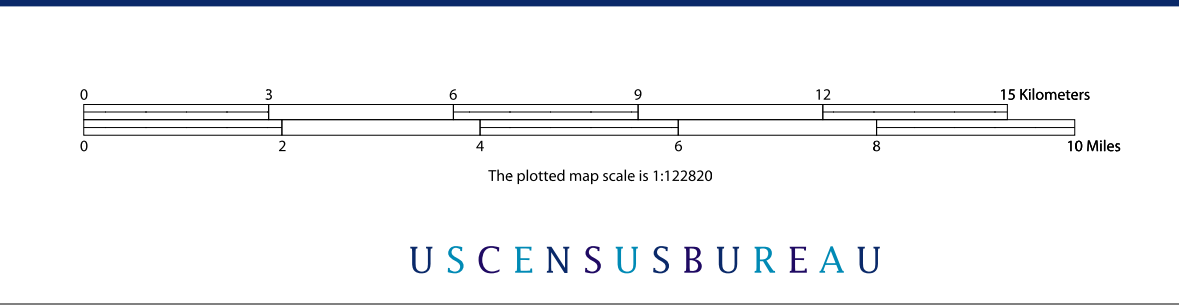 0 3 6 9 12 15 Kilometers
0 2 4 6 8 10 Miles
The plotted map scale is 1:122820
USCENSUSBUREAU